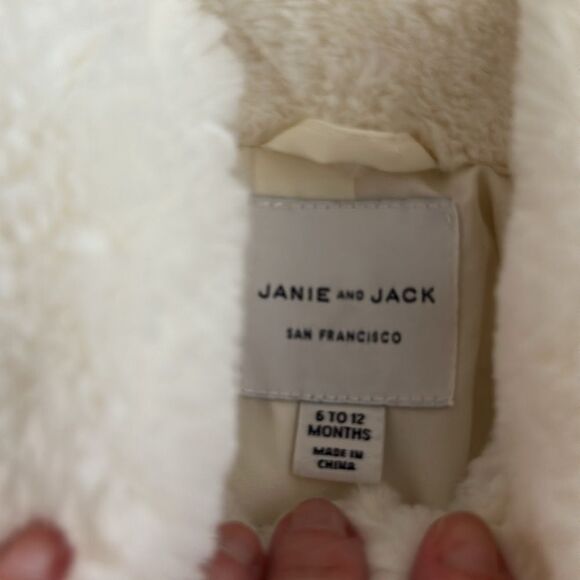 JANIE AND JACK
SAN FRANCISCO
6 TO 12
MONTHS
MADE IN
CHINA